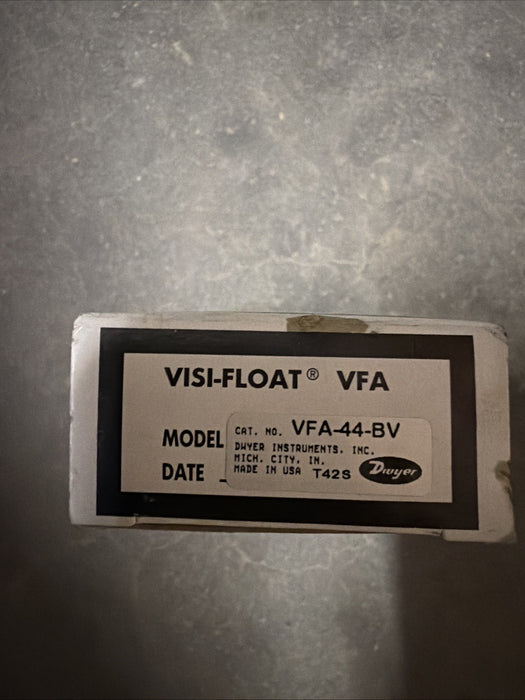 VISI-FLOAT® VFA
MODEL
DATE _
CAT. NO. VFA-44-BV
DWYER INSTRUMENTS, INC.
MICH. CITY, IN.
MADE IN USA T42S
Dwyer